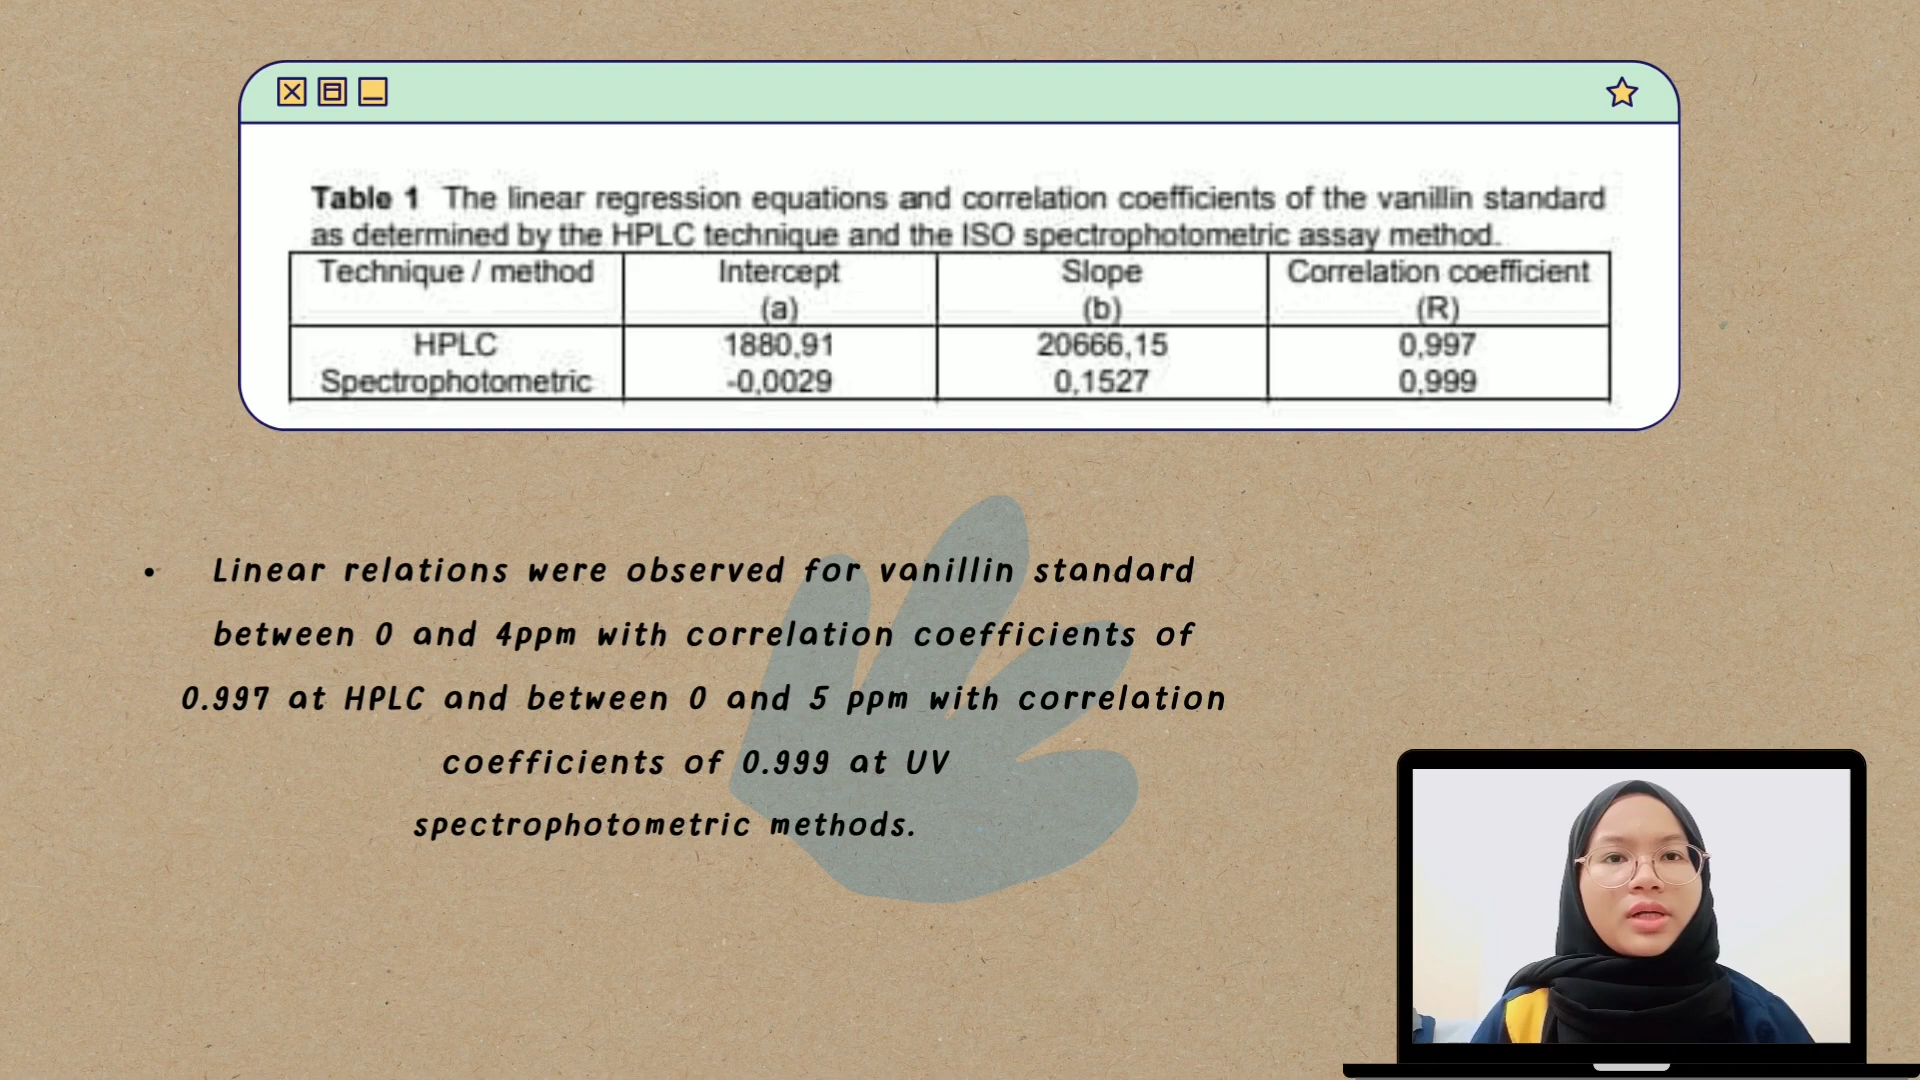 Table 1 The linear regression equations and correlation coefficients of the vanillin standard
as determined by the HPLC technique and the ISO spectrophotometric assay method.
Technique / method Intercept Slope Correlation coefficient
(a) (b) (R)
HPLC 1880,91 20666,15 0,997
Spectrophotometric -0,0029 0,1527 0,999
• Linear relations were observed for vanillin standard
between 0 and 4ppm with correlation coefficients of
0.997 at HPLC and between 0 and 5 ppm with correlation
coefficients of 0.999 at UV
spectrophotometric methods.